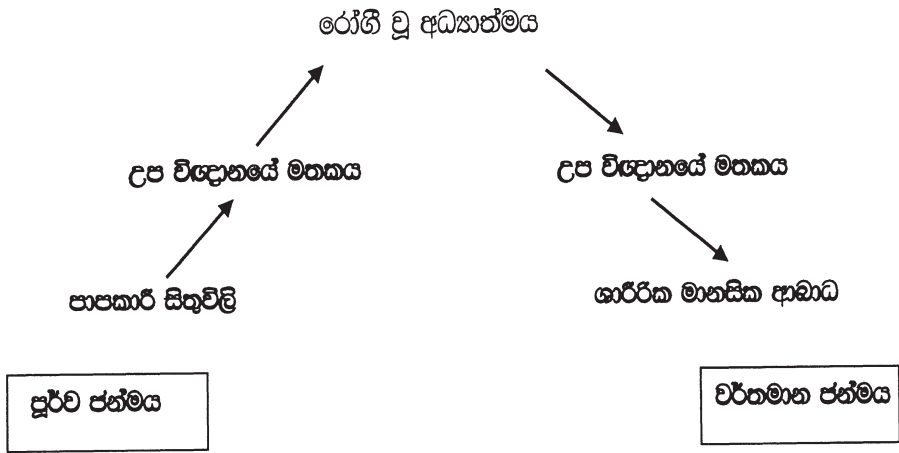 රෝගී වූ අධ්‍යාත්මය
උප විඥානයේ මතකය
උප විඥානයේ මතකය
පාපකාරී සිතුවිලි
ශාරීරික මානසික ආබාධ
පූර්ව ජන්මය
වර්තමාන ජන්මය